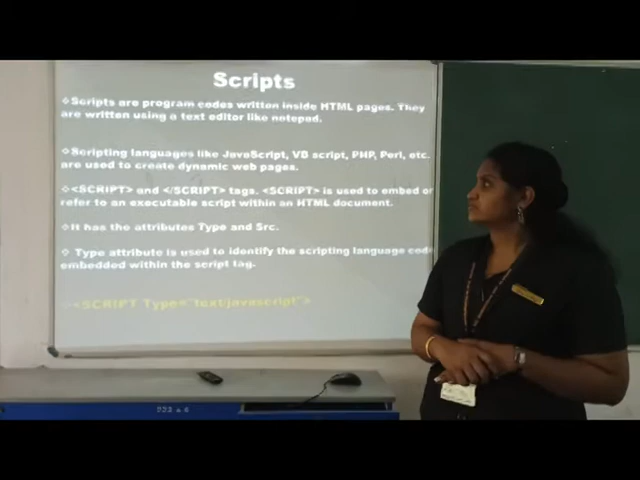 Scripts
❖Scripts are program codes written inside HTML pages. They
are written using a text editor like notepad.
❖Scripting languages like JavaScript, VB script, PHP, Perl, etc.
are used to create dynamic web pages.
❖<SCRIPT> and </SCRIPT> tags. <SCRIPT> is used to embed or
refer to an executable script within an HTML document.
❖It has the attributes Type and Src.
❖ Type attribute is used to identify the scripting language code
embedded within the script tag.
<SCRIPT Type="text/javascript">